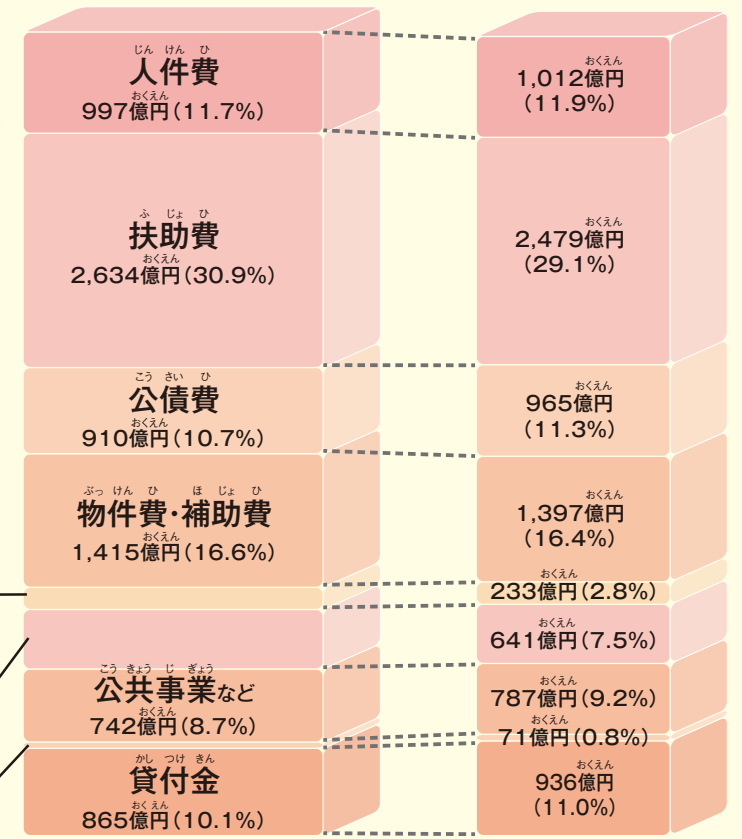 じんけんひ
人件費
おくえん
997億円(11.7%)
ふじょひ
扶助費
おくえん
2,634億円(30.9%)
こうさいひ
公債費
おくえん
910億円(10.7%)
ぶっけんひ ほじょひ
物件費・補助費
おくえん
1,415億円(16.6%)
こうきょうじぎょう
公共事業など
おくえん
742億円(8.7%)
かしつけきん
貸付金
おくえん
865億円(10.1%)
おくえん
1,012億円
(11.9%)
おくえん
2,479億円
(29.1%)
おくえん
965億円
(11.3%)
おくえん
1,397億円
(16.4%)
おくえん
233億円(2.8%)
おくえん
641億円(7.5%)
おくえん
787億円(9.2%)
おくえん
71億円(0.8%)
おくえん
936億円
(11.0%)